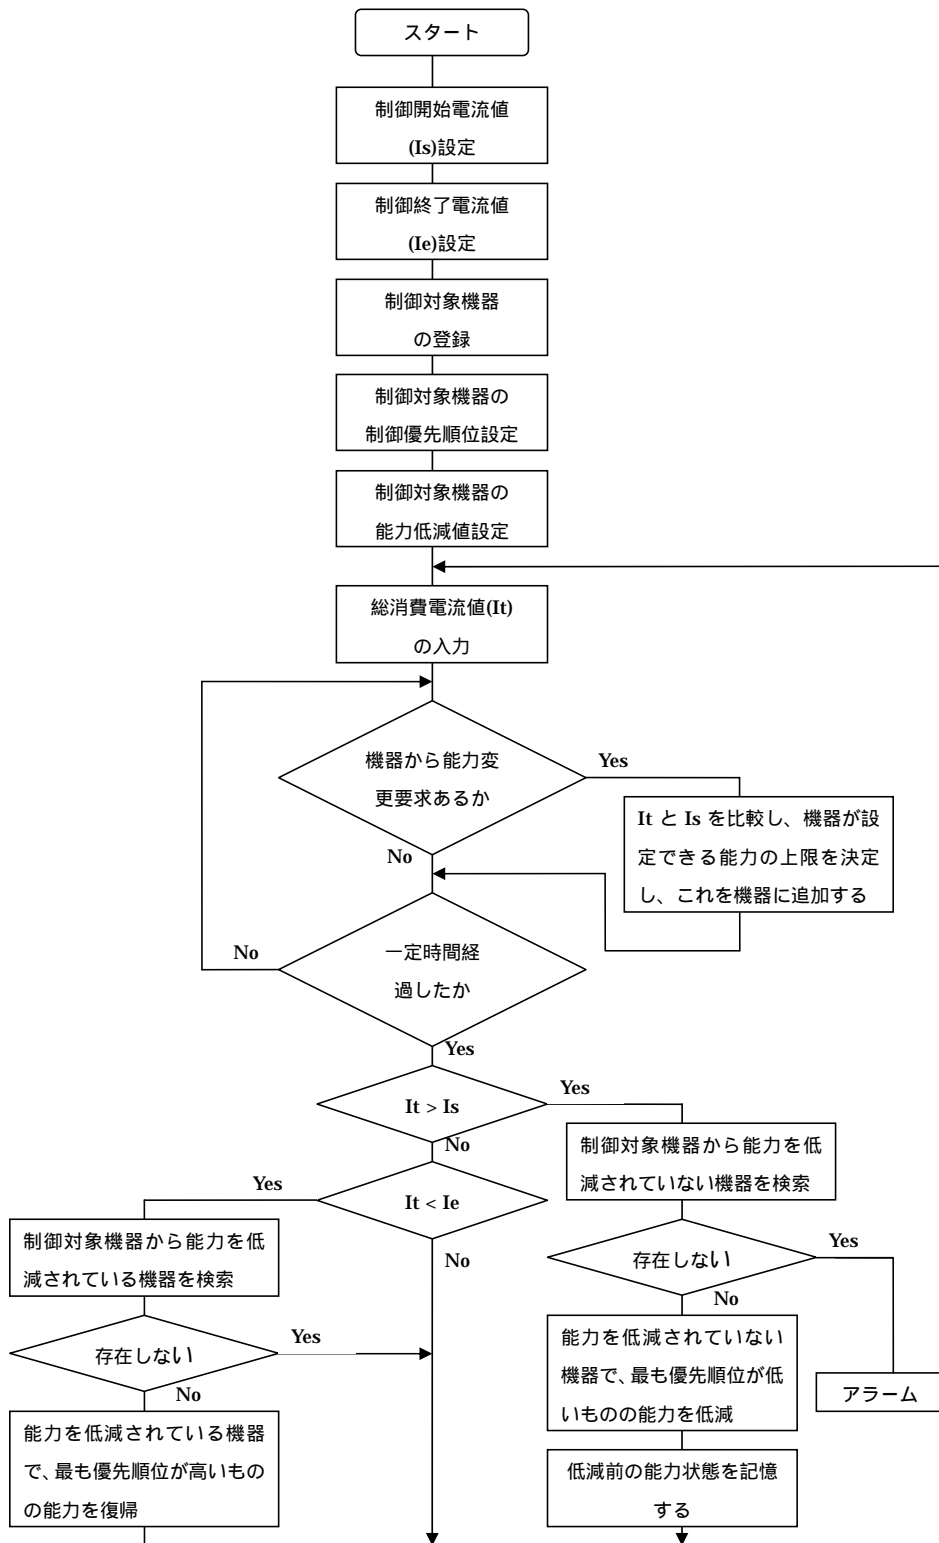 スタート
制御開始電流値
(Is)設定
制御終了電流値
(Ie)設定
制御対象機器
の登録
制御対象機器の
制御優先順位設定
制御対象機器の
能力低減値設定
総消費電流値(It)
の入力
機器から能力変
更要求あるか
Yes
No
It と Is を比較し、機器が設
定できる能力の上限を決定
し、これを機器に追加する
一定時間経
過したか
No
Yes
It > Is
Yes
No
制御対象機器から能力を低
減されていない機器を検索
It < Ie
Yes
No
制御対象機器から能力を低
減されている機器を検索
存在しない
Yes
No
存在しない
Yes
No
能力を低減されていない
機器で、最も優先順位が低
いものの能力を低減
アラーム
能力を低減されている機器
で、最も優先順位が高いもの
の能力を復帰
低減前の能力状態を記憶
する